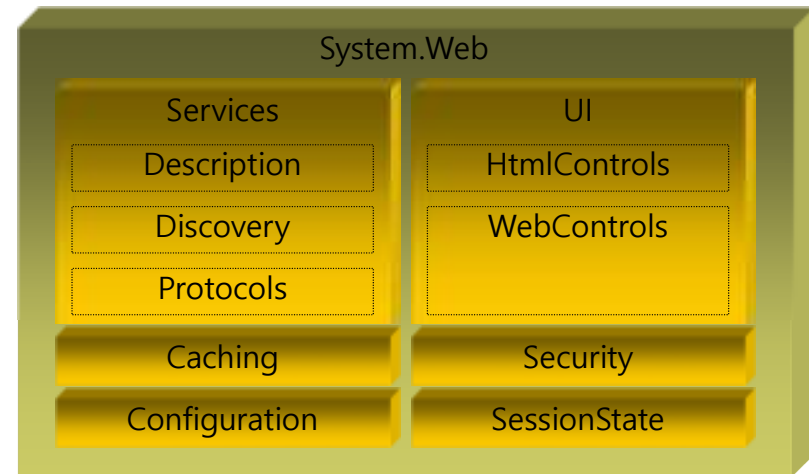 System.Web
Services
Description
Discovery
Protocols
UI
HtmlControls
WebControls
Caching
Security
Configuration
SessionState